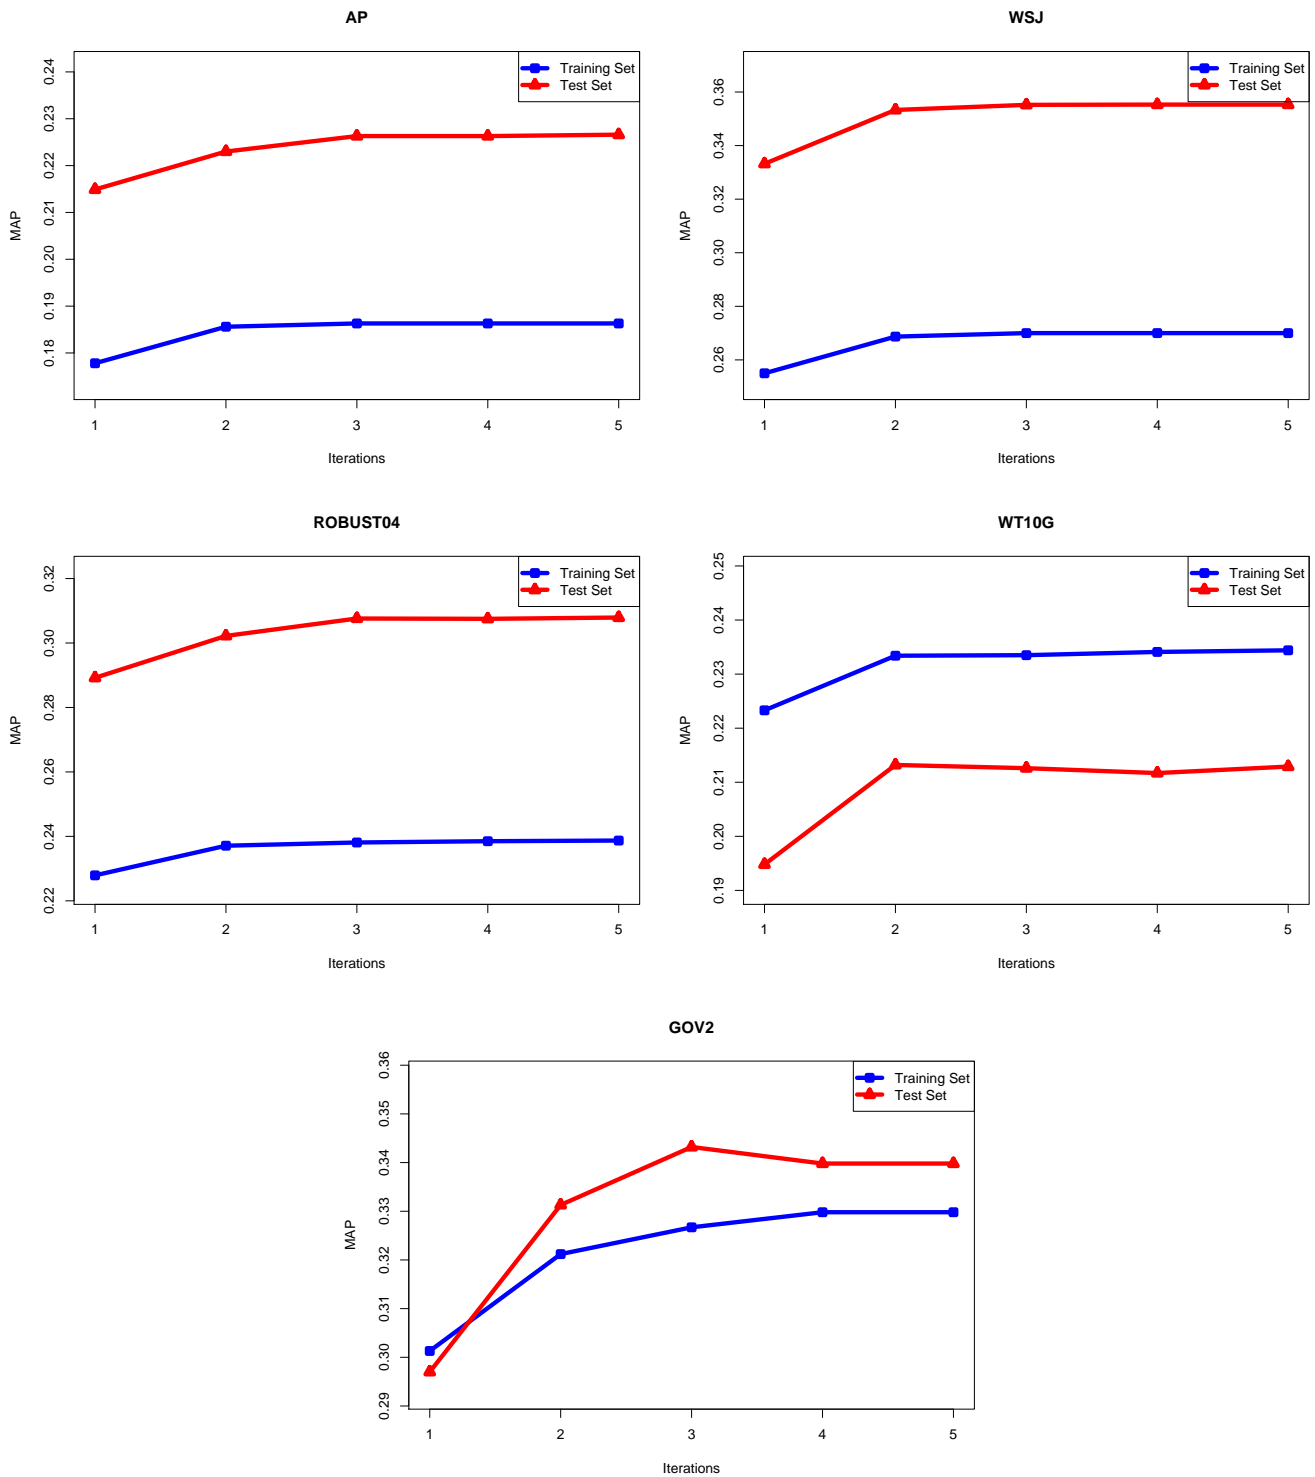 AP
0.24
0.23
0.22
0.21
0.20
0.19
0.18
MAP
1 2 3 4 5
Iterations
Training Set
Test Set
WSJ
0.36
0.34
0.32
0.30
0.28
0.26
MAP
1 2 3 4 5
Iterations
Training Set
Test Set
ROBUST04
0.32
0.30
0.28
0.26
0.24
0.22
MAP
1 2 3 4 5
Iterations
Training Set
Test Set
WT10G
0.25
0.24
0.23
0.22
0.21
0.20
0.19
MAP
1 2 3 4 5
Iterations
Training Set
Test Set
GOV2
0.36
0.35
0.34
0.33
0.32
0.31
0.30
0.29
MAP
1 2 3 4 5
Iterations
Training Set
Test Set